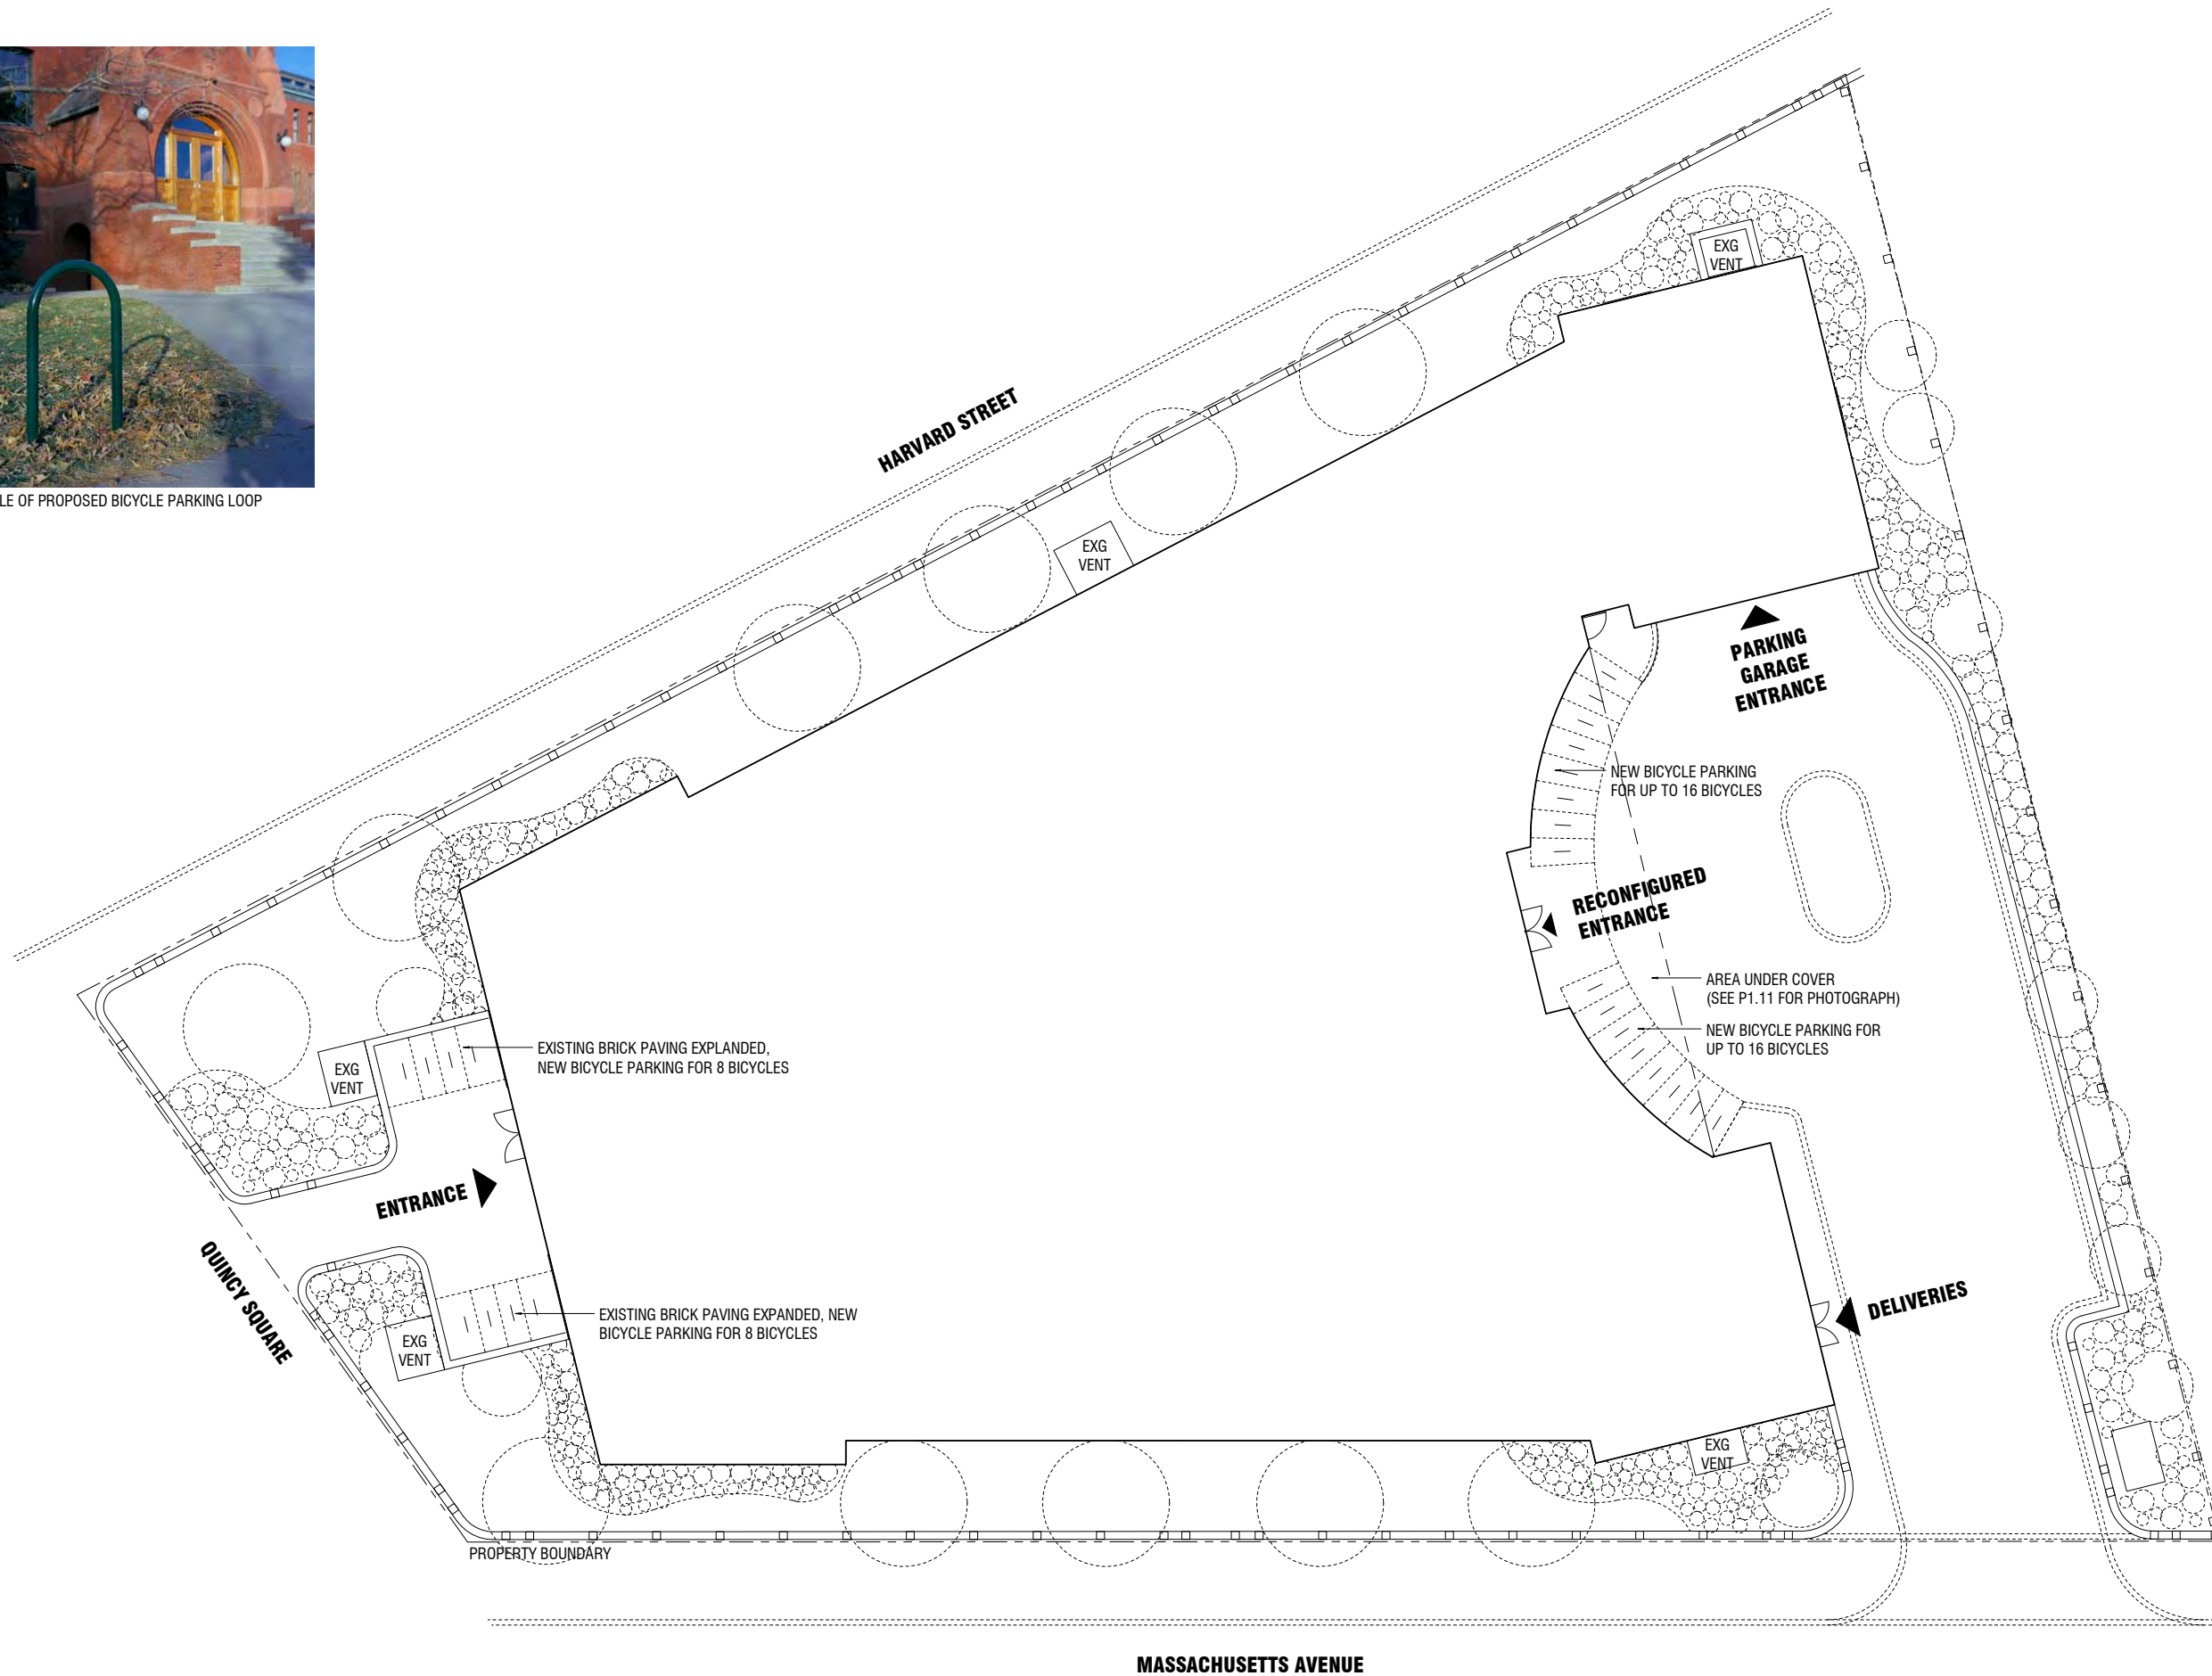 LE OF PROPOSED BICYCLE PARKING LOOP
HARVARD STREET
EXG
VENT
EXG
VENT
PARKING
GARAGE
ENTRANCE
NEW BICYCLE PARKING
FOR UP TO 16 BICYCLES
RECONFIGURED
ENTRANCE
AREA UNDER COVER
(SEE P1.11 FOR PHOTOGRAPH)
NEW BICYCLE PARKING FOR
UP TO 16 BICYCLES
EXISTING BRICK PAVING EXPLANDED,
NEW BICYCLE PARKING FOR 8 BICYCLES
EXG
VENT
ENTRANCE
QUINCY SQUARE
EXISTING BRICK PAVING EXPANDED, NEW
BICYCLE PARKING FOR 8 BICYCLES
EXG
VENT
DELIVERIES
EXG
VENT
PROPERTY BOUNDARY
MASSACHUSETTS AVENUE